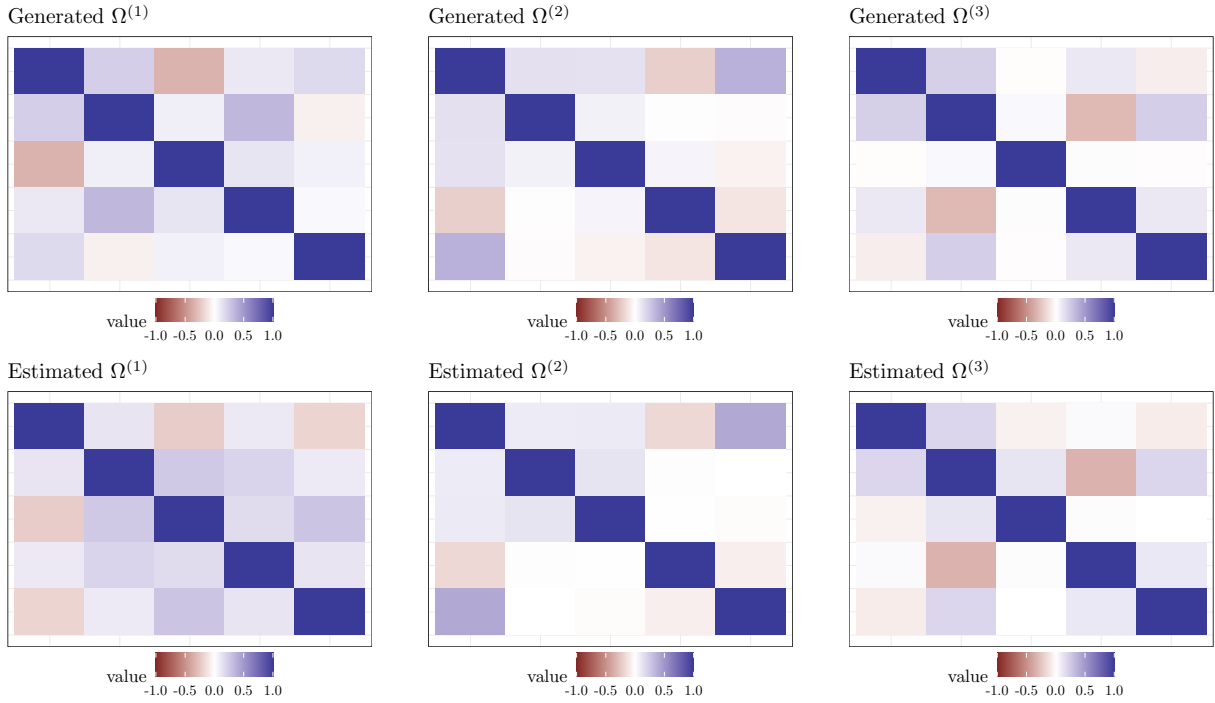 Generated Ω⁽¹⁾ Generated Ω⁽²⁾ Generated Ω⁽³⁾
value -1.0 -0.5 0.0 0.5 1.0 value -1.0 -0.5 0.0 0.5 1.0 value -1.0 -0.5 0.0 0.5 1.0
Estimated Ω⁽¹⁾ Estimated Ω⁽²⁾ Estimated Ω⁽³⁾
value -1.0 -0.5 0.0 0.5 1.0 value -1.0 -0.5 0.0 0.5 1.0 value -1.0 -0.5 0.0 0.5 1.0